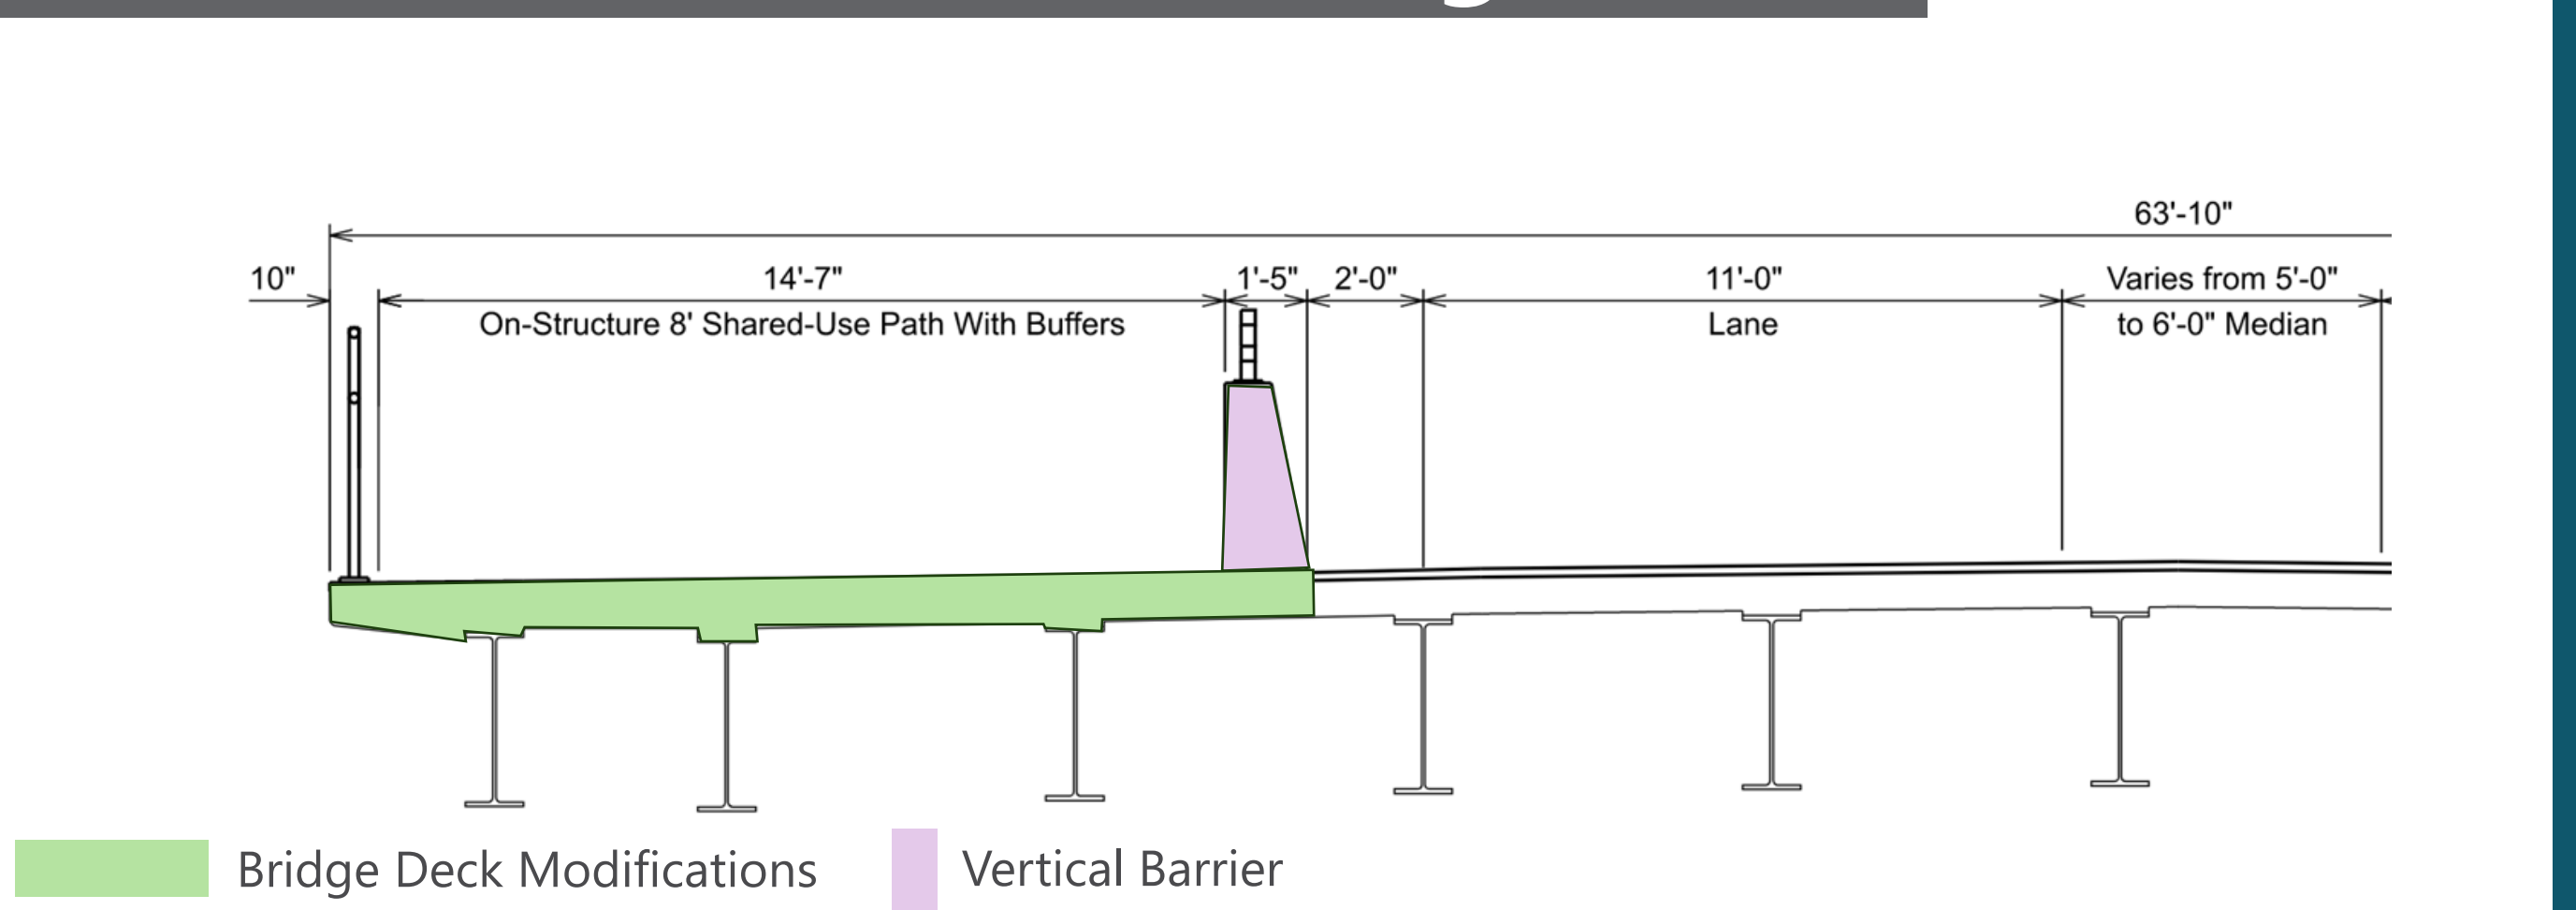 63'-10"
10" 14'-7" 1'-5" 2'-0" 11'-0" Varies from 5'-0"
On-Structure 8' Shared-Use Path With Buffers Lane to 6'-0" Median
Bridge Deck Modifications Vertical Barrier